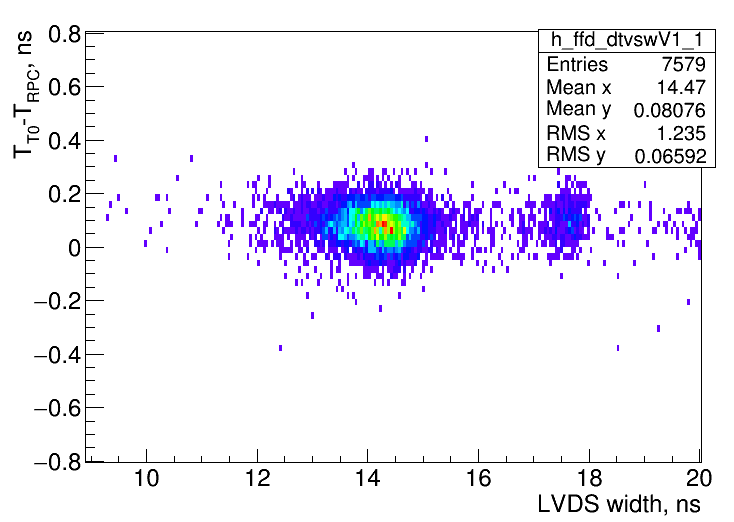 h_ffd_dtvswV1_1
Entries 7579
Mean x 14.47
Mean y 0.08076
RMS x 1.235
RMS y 0.06592
T_T0-T_RPC, ns
0.8
0.6
0.4
0.2
0
−0.2
−0.4
−0.6
−0.8
10 12 14 16 18 20
LVDS width, ns